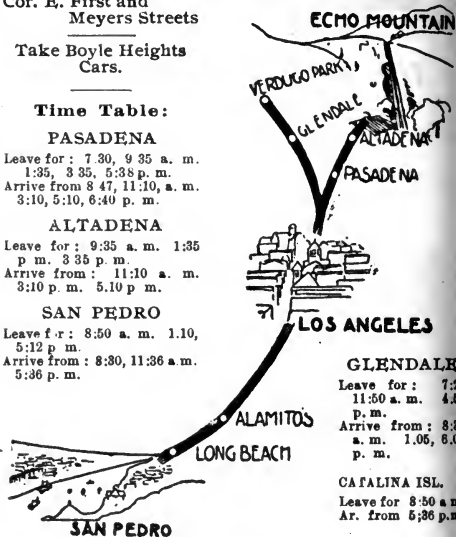 Cor. E. First and
Meyers Streets
Take Boyle Heights
Cars.
Time Table:
PASADENA
Leave for : 7.30, 9 35 a. m.
1:35, 3 35, 5:38 p. m.
Arrive from 8 47, 11:10, a. m.
3:10, 5:10, 6:40 p. m.
ALTADENA
Leave for : 9:35 a. m. 1:35
p m. 3 35 p. m.
Arrive from : 11:10 a. m.
3:10 p. m. 5.10 p m.
SAN PEDRO
Leave f r : 8:50 a. m. 1.10,
5:12 p m.
Arrive from : 8:30, 11:36 a.m.
5:36 p. m.
ECHO MOUNTAIN
VERDUGO PARK
GLENDALE
ALTADENA
PASADENA
LOS ANGELES
ALAMITOS
LONG BEACH
SAN PEDRO
GLENDALE
Leave for :
11:50 a. m.
p. m.
Arrive from :
a. m. 1.05,
p. m.
CATALINA ISL.
Leave for 8:50 a m
Ar. from 5;36 p.m